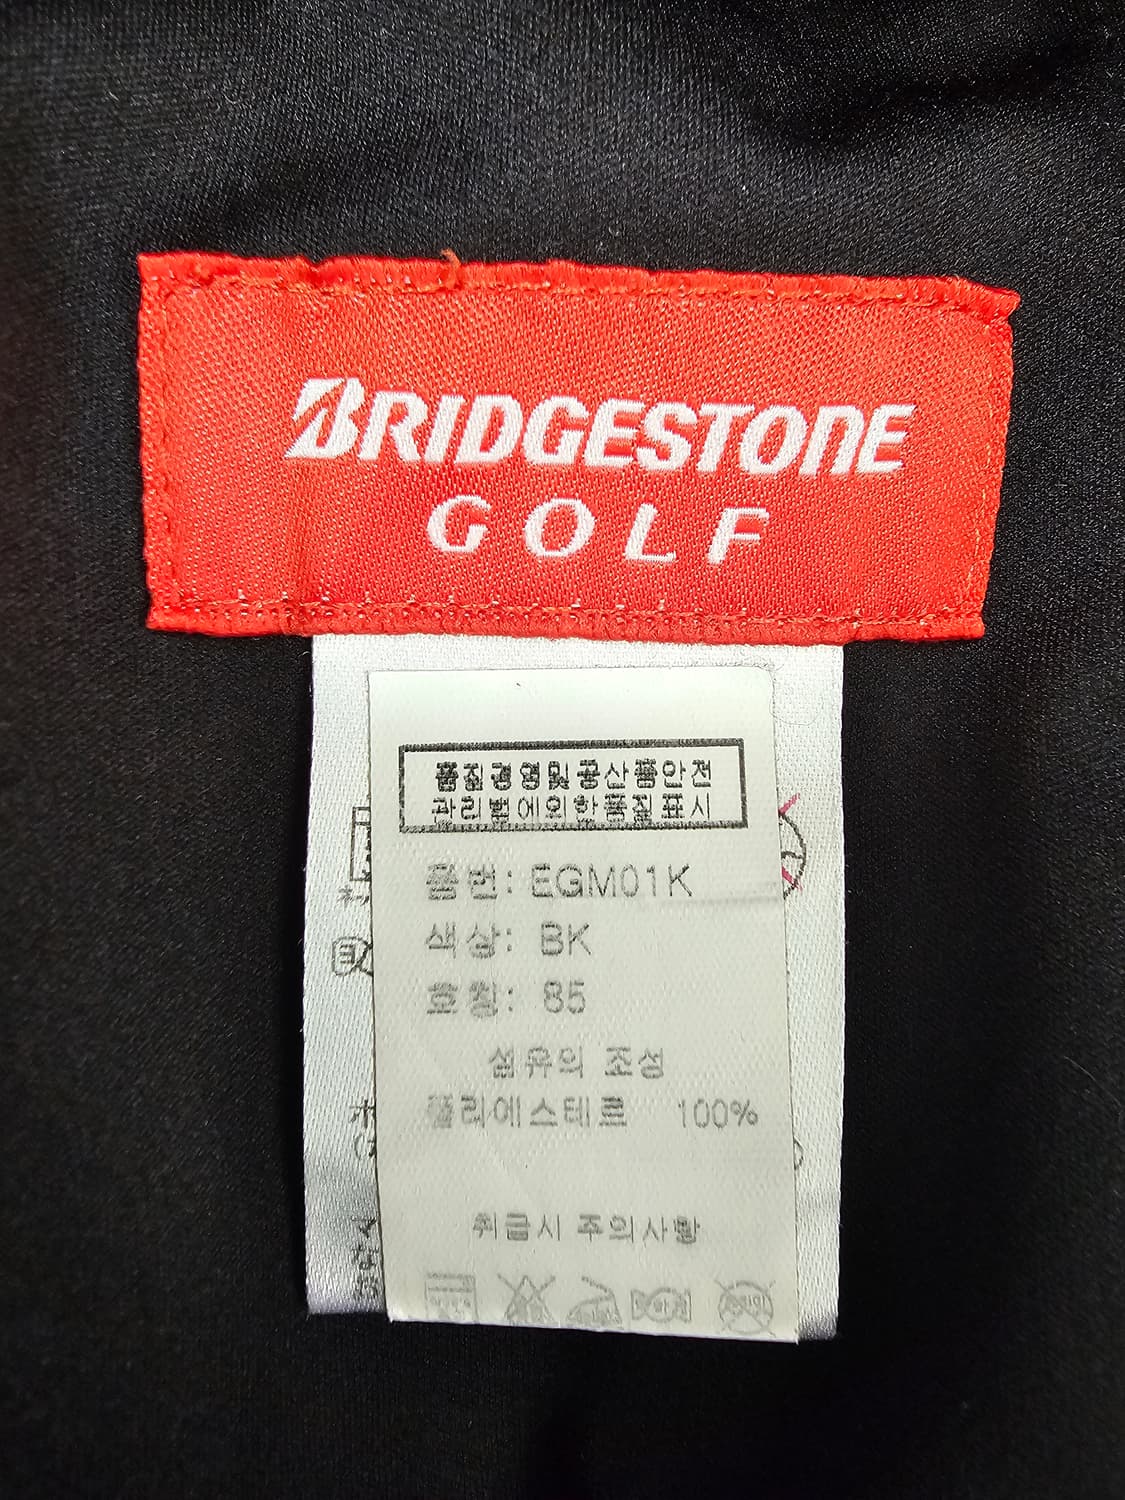 BRIDGESTONE
GOLF
품질경영및공산품안전
관리법에의한품질표시
품번: EGM01K
색상: BK
호칭: 85
섬유의 조성
폴리에스테르 100%
취급시 주의사항